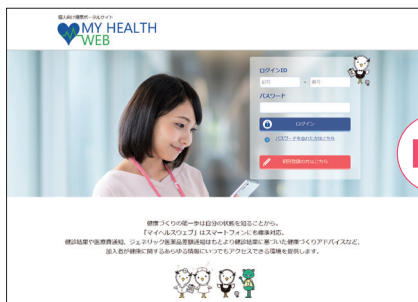 個人向け健康ポータルサイト
MY HEALTH
WEB
ログインID
記号
-
番号
パスワード
ログイン
パスワードを忘れた方はこちら
初回登録の方はこちら
健康づくりの第一歩は自分の状態を知ることから。
「マイヘルスウェブ」はスマートフォンにも標準対応。
健診結果や医療費通知、ジェネリック医薬品差額通知はもとより健診結果に基づいた健康づくりアドバイスなど、
加入者が健康に関するあらゆる情報にいつでもアクセスできる環境を提供します。